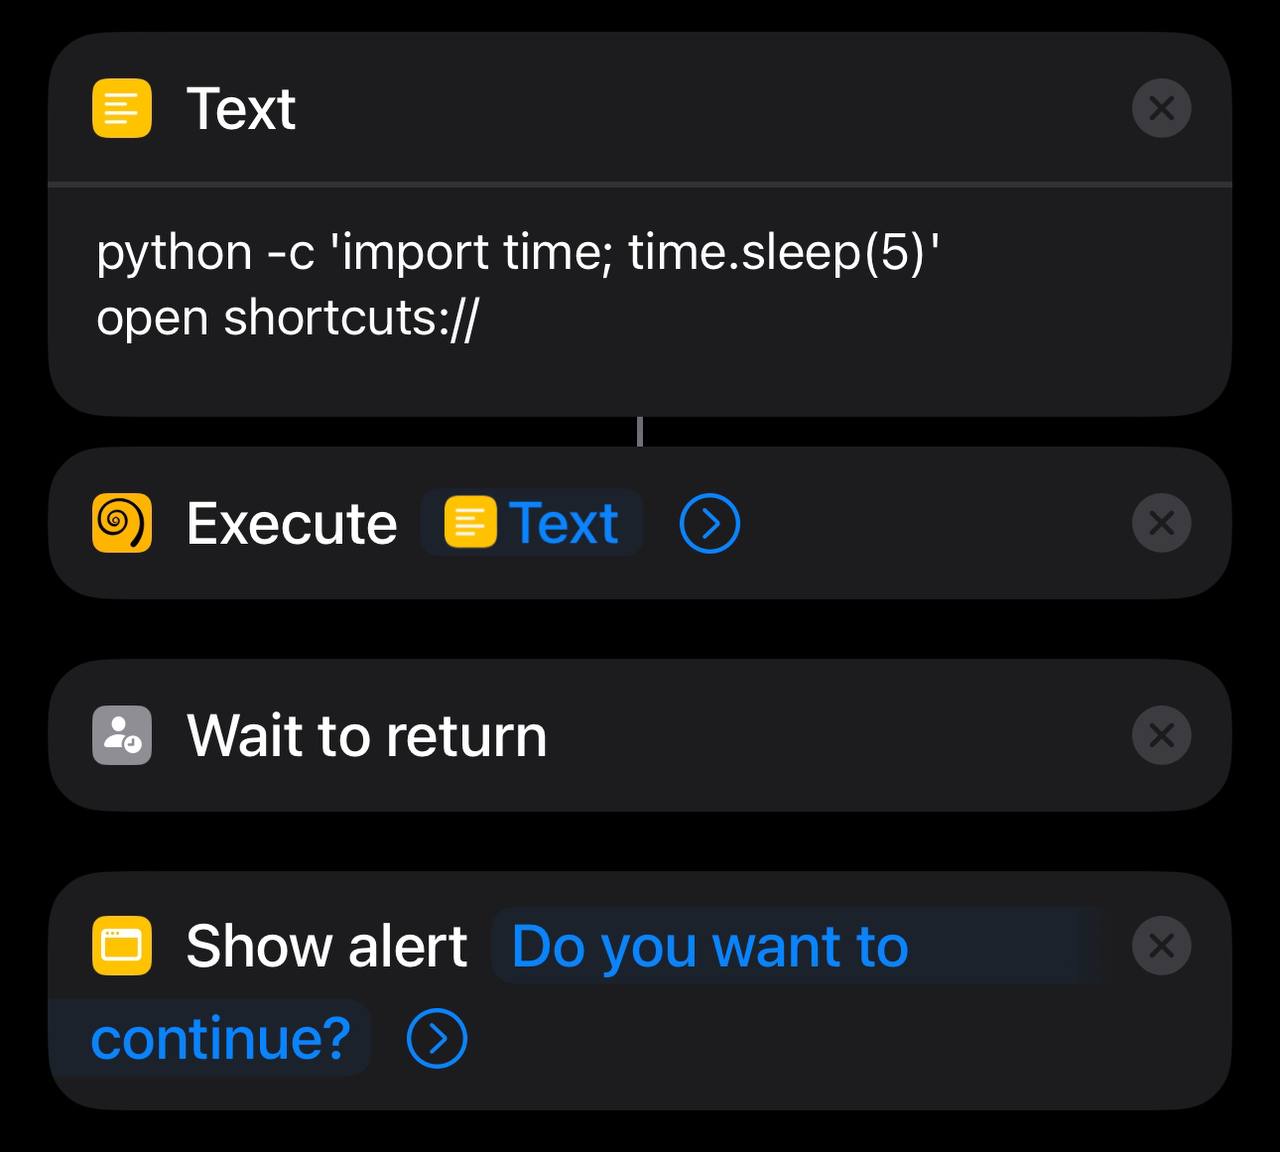 Text
python -c 'import time; time.sleep(5)'
open shortcuts://
Execute Text
Wait to return
Show alert Do you want to
continue?